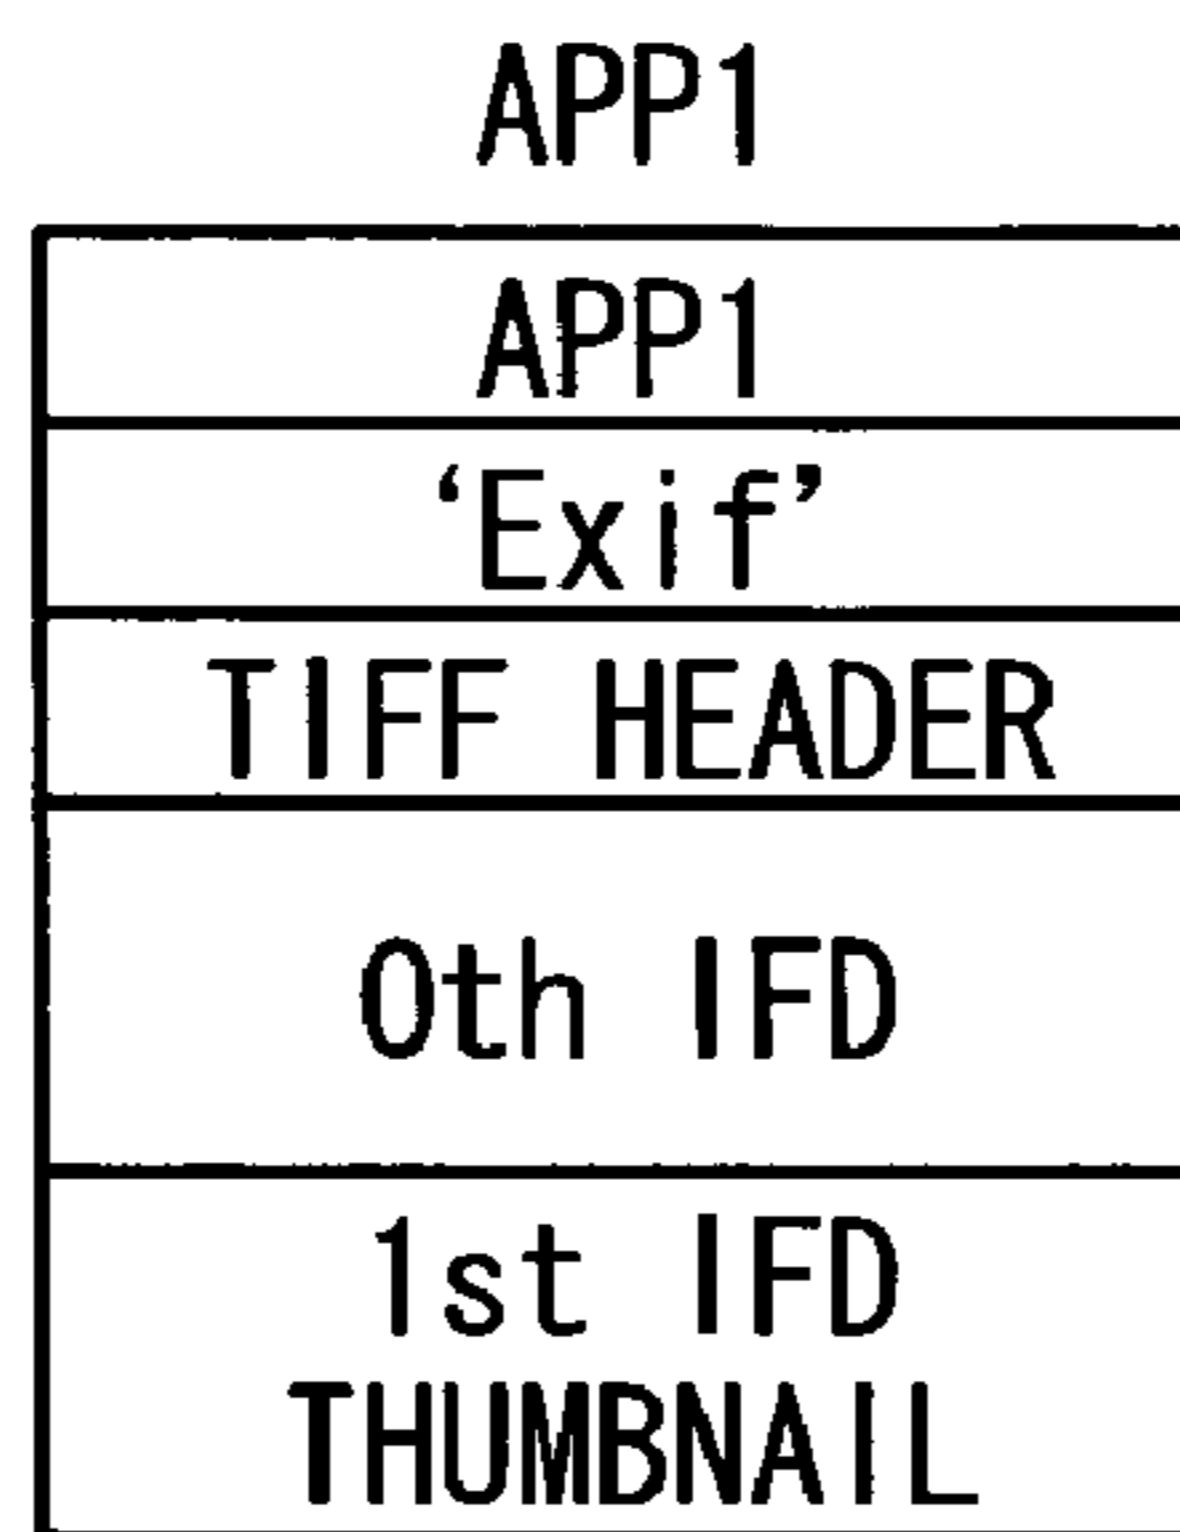 APP1
APP1
‘Exif’
TIFF HEADER
0th IFD
1st IFD
THUMBNAIL